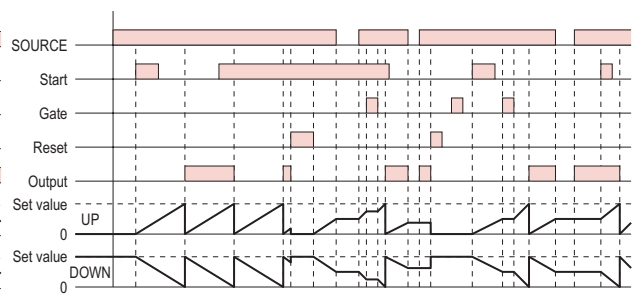 SOURCE
Start
Gate
Reset
Output
Set value
UP
0
Set value
DOWN
0